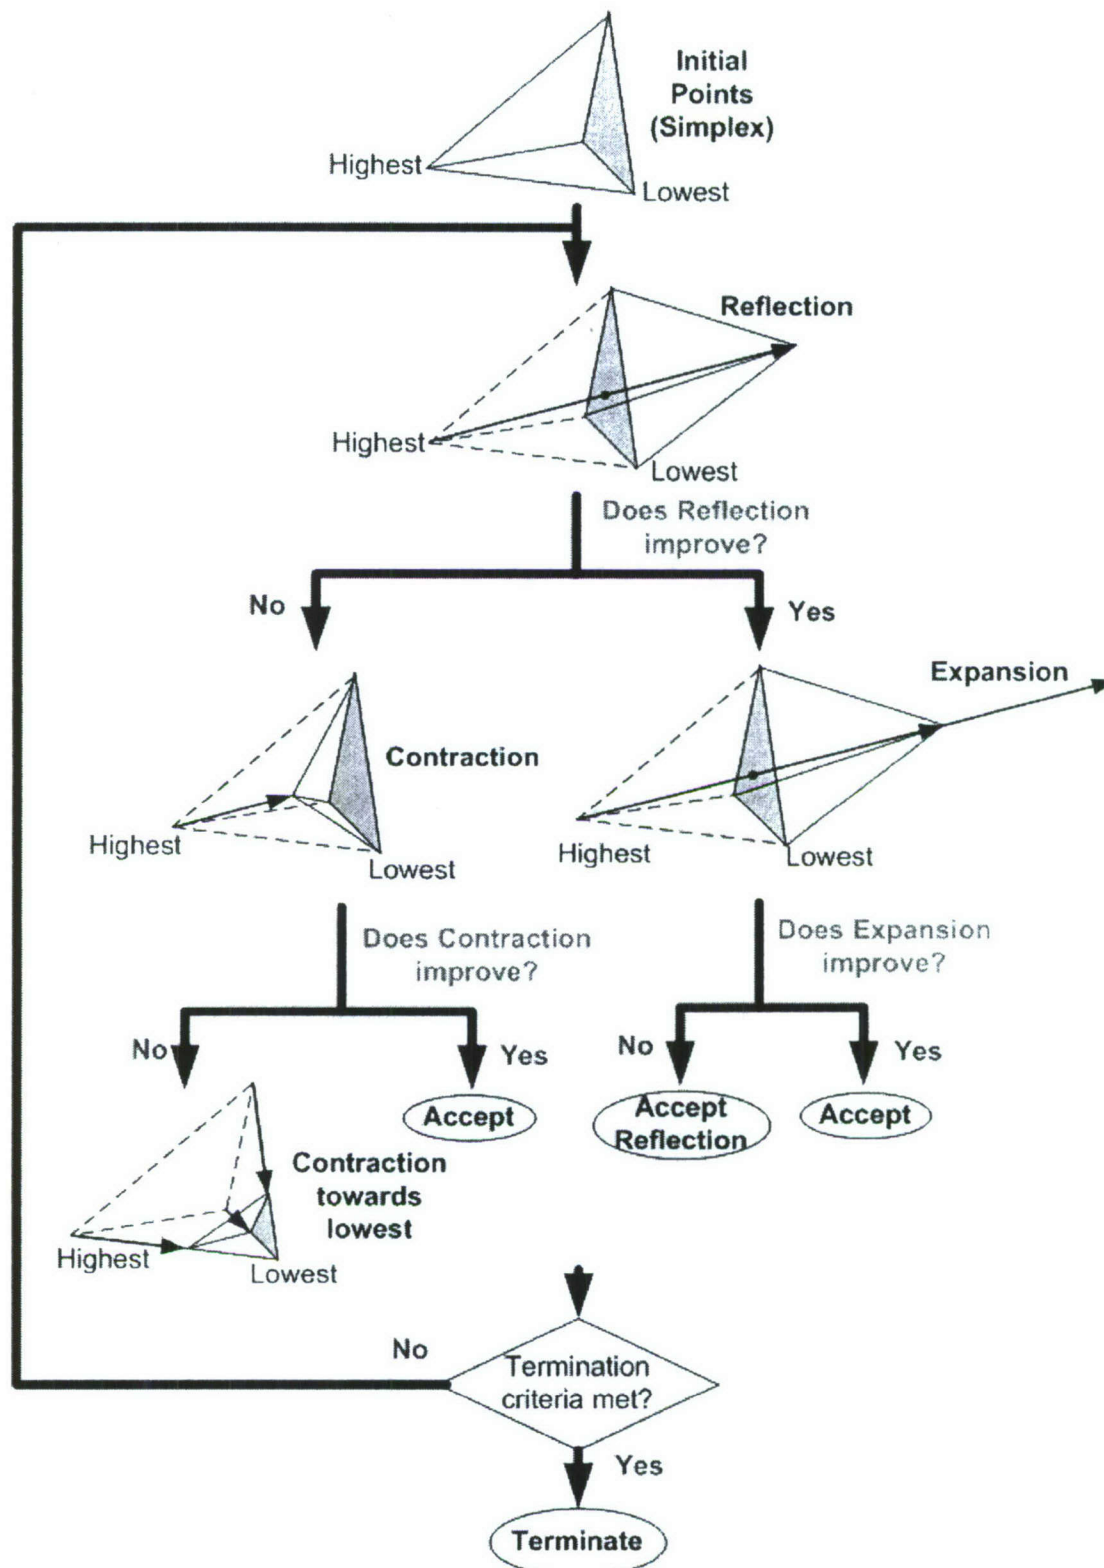 Initial
Points
(Simplex)
Highest
Lowest
Reflection
Highest
Lowest
Does Reflection
improve?
No
Yes
Expansion
Contraction
Highest
Lowest
Highest
Lowest
Does Contraction
improve?
Does Expansion
improve?
No
Yes
No
Yes
Accept
Accept
Reflection
Accept
Contraction
towards
lowest
Highest
Lowest
No
Termination
criteria met?
Yes
Terminate